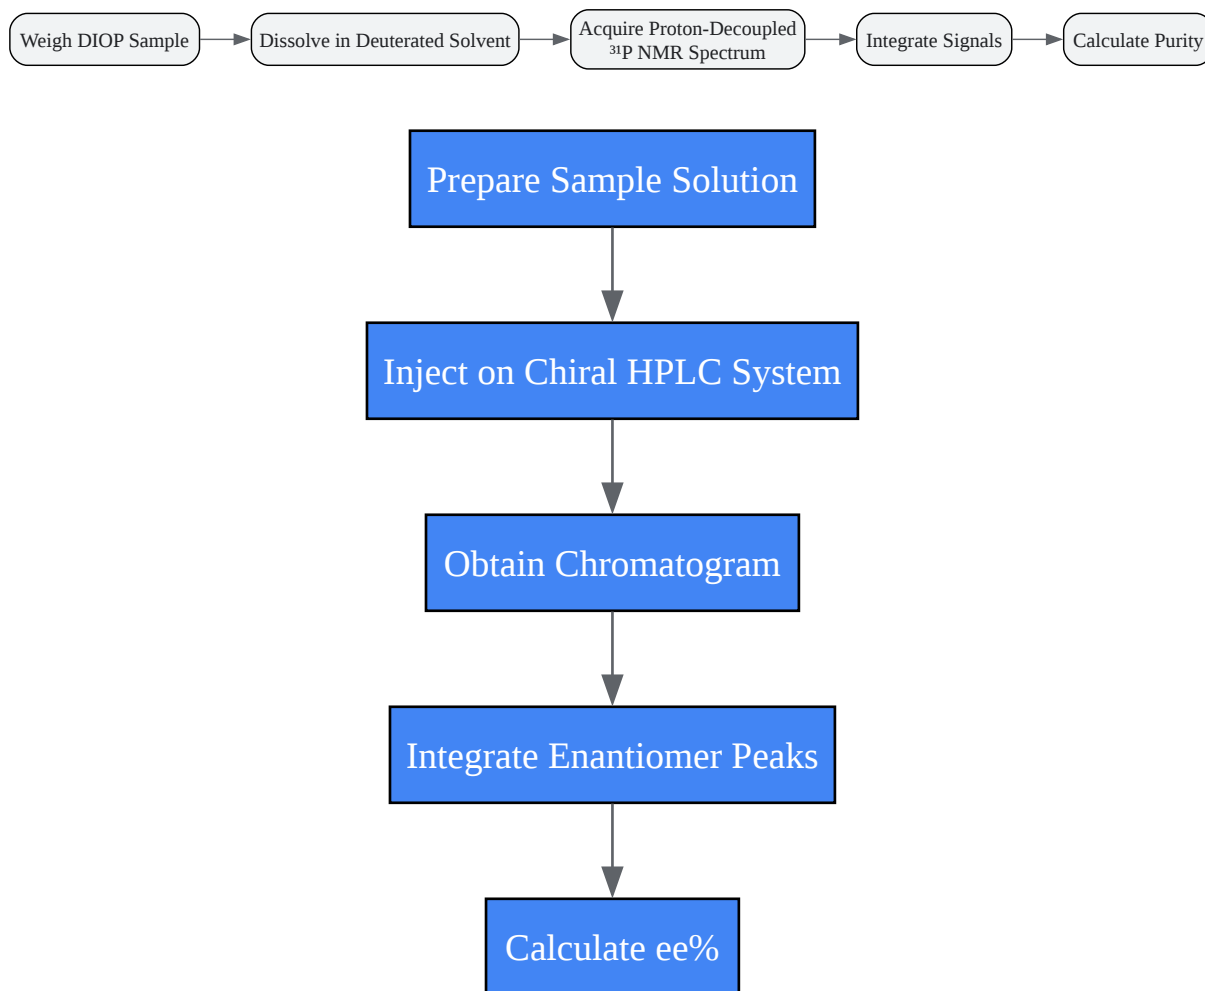 Weigh DIOP Sample
Dissolve in Deuterated Solvent
Acquire Proton-Decoupled
³¹P NMR Spectrum
Integrate Signals
Calculate Purity
Prepare Sample Solution
Inject on Chiral HPLC System
Obtain Chromatogram
Integrate Enantiomer Peaks
Calculate ee%